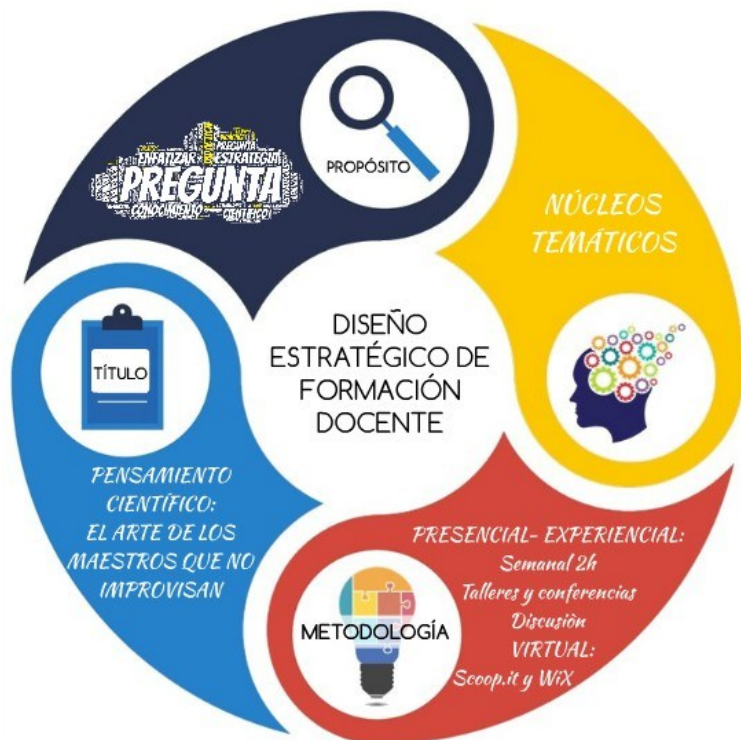 ENFATIZAR
ESTRATEGIA
PREGUNTA
PREGUNTA
CONOCIMIENTO
CIENTÍFICO
PROPÓSITO
NÚCLEOS
TEMÁTICOS
DISEÑO
ESTRATÉGICO DE
FORMACIÓN
DOCENTE
TÍTULO
PENSAMIENTO
CIENTÍFICO:
EL ARTE DE LOS
MAESTROS QUE NO
IMPROVISAN
METODOLOGÍA
PRESENCIAL- EXPERIENCIAL:
Semanal 2h
Talleres y conferencias
Discusión
VIRTUAL:
Scoop.it y WiX